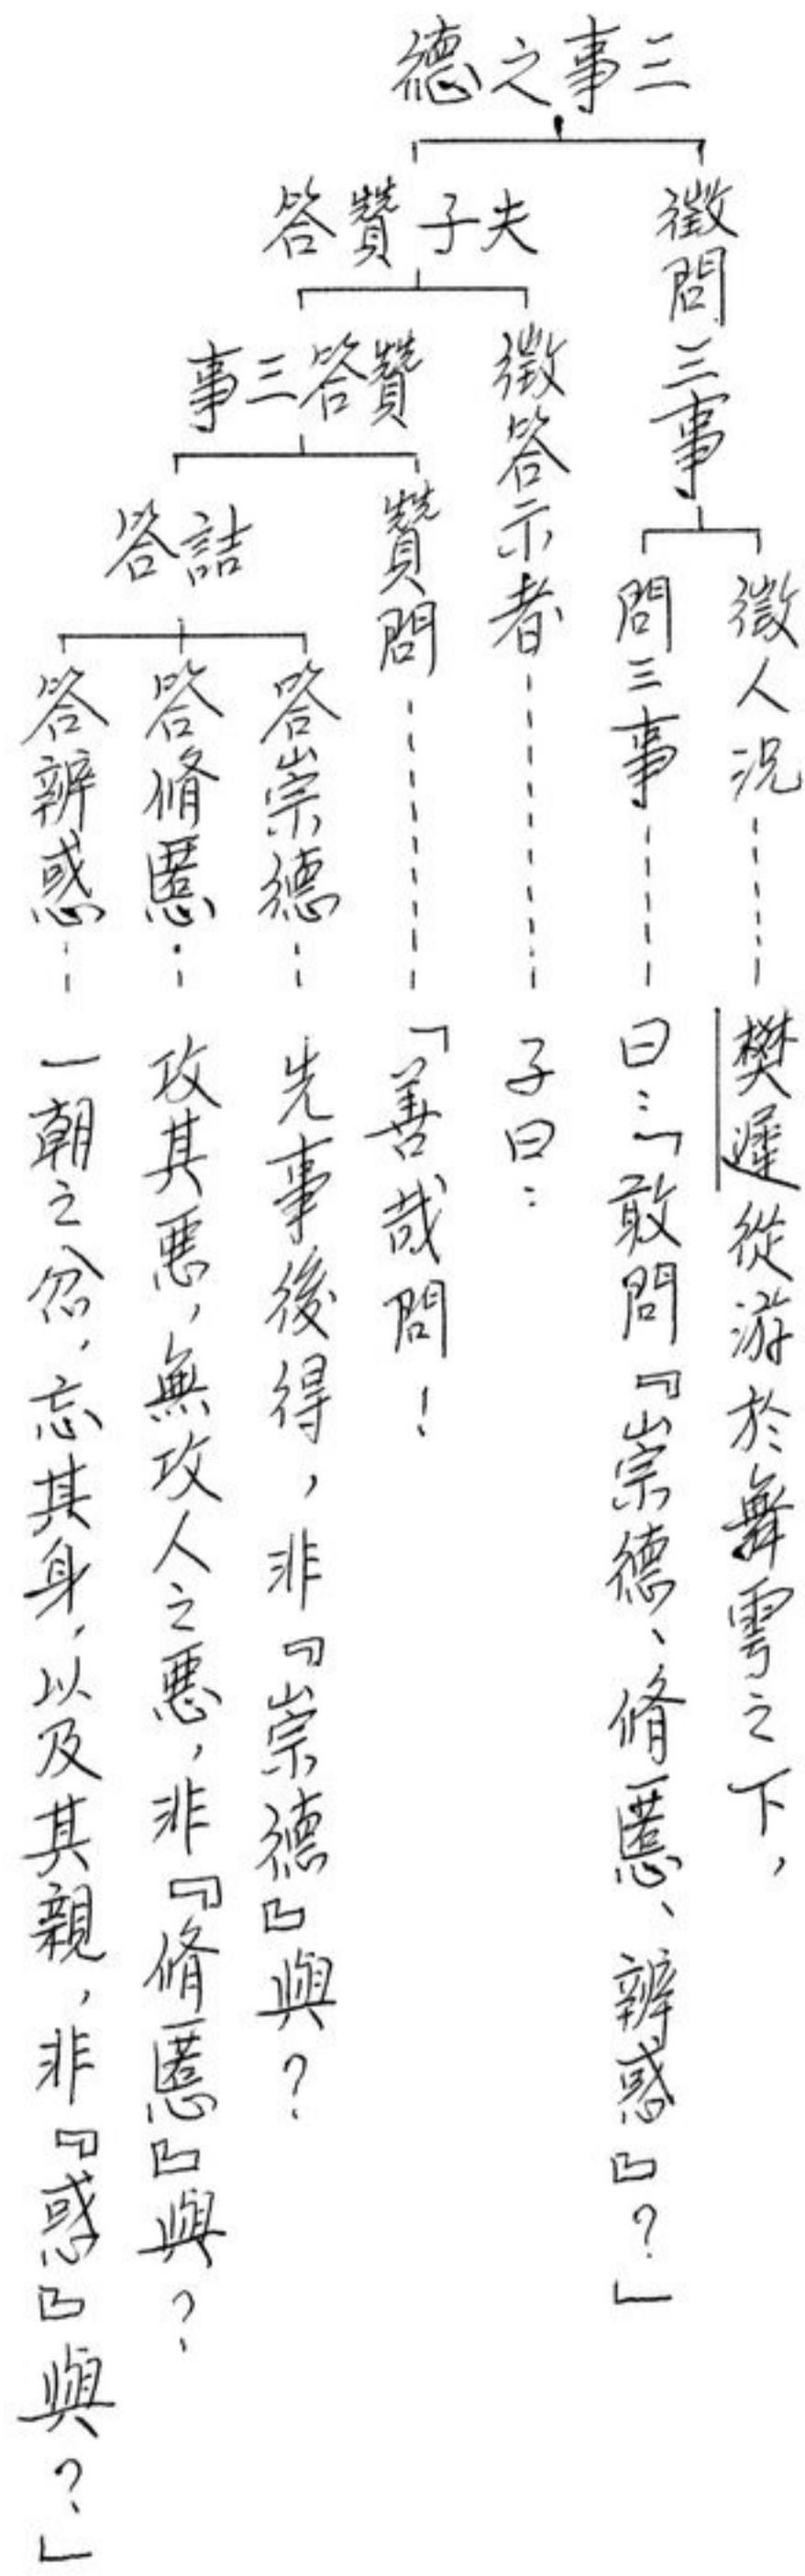 三事之德
徵問三事
徵人況
樊遲從游於舞雩之下，
問三事
曰：「敢問『崇德、脩慝、辨惑』？」
夫子贊答
徵答示者
子曰：
贊答三事
贊問
「善哉問！
詰答
答崇德
先事後得，非『崇德』與？
答脩慝
攻其惡，無攻人之惡，非『脩慝』與？
答辨惑
一朝之忿，忘其身，以及其親，非『惑』與？」